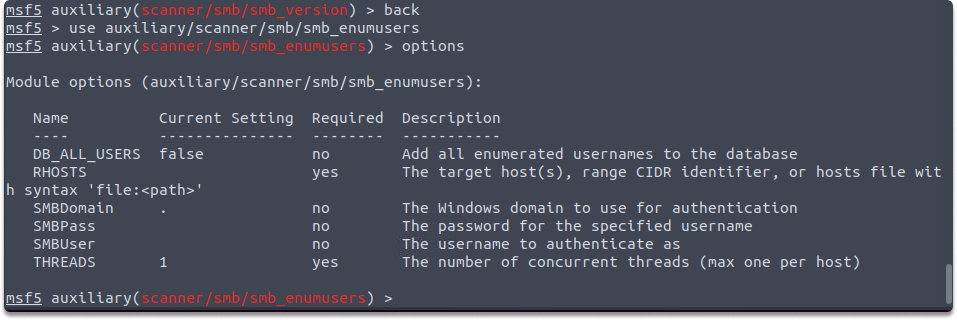 msf5 auxiliary(scanner/smb/smb_version) > back
msf5 > use auxiliary/scanner/smb/smb_enumusers
msf5 auxiliary(scanner/smb/smb_enumusers) > options

Module options (auxiliary/scanner/smb/smb_enumusers):

   Name          Current Setting  Required  Description
   ----          ---------------  --------  -----------
   DB_ALL_USERS  false            no        Add all enumerated usernames to the database
   RHOSTS                         yes       The target host(s), range CIDR identifier, or hosts file wit
h syntax 'file:<path>'
   SMBDomain     .                no        The Windows domain to use for authentication
   SMBPass                        no        The password for the specified username
   SMBUser                        no        The username to authenticate as
   THREADS       1                yes       The number of concurrent threads (max one per host)

msf5 auxiliary(scanner/smb/smb_enumusers) >